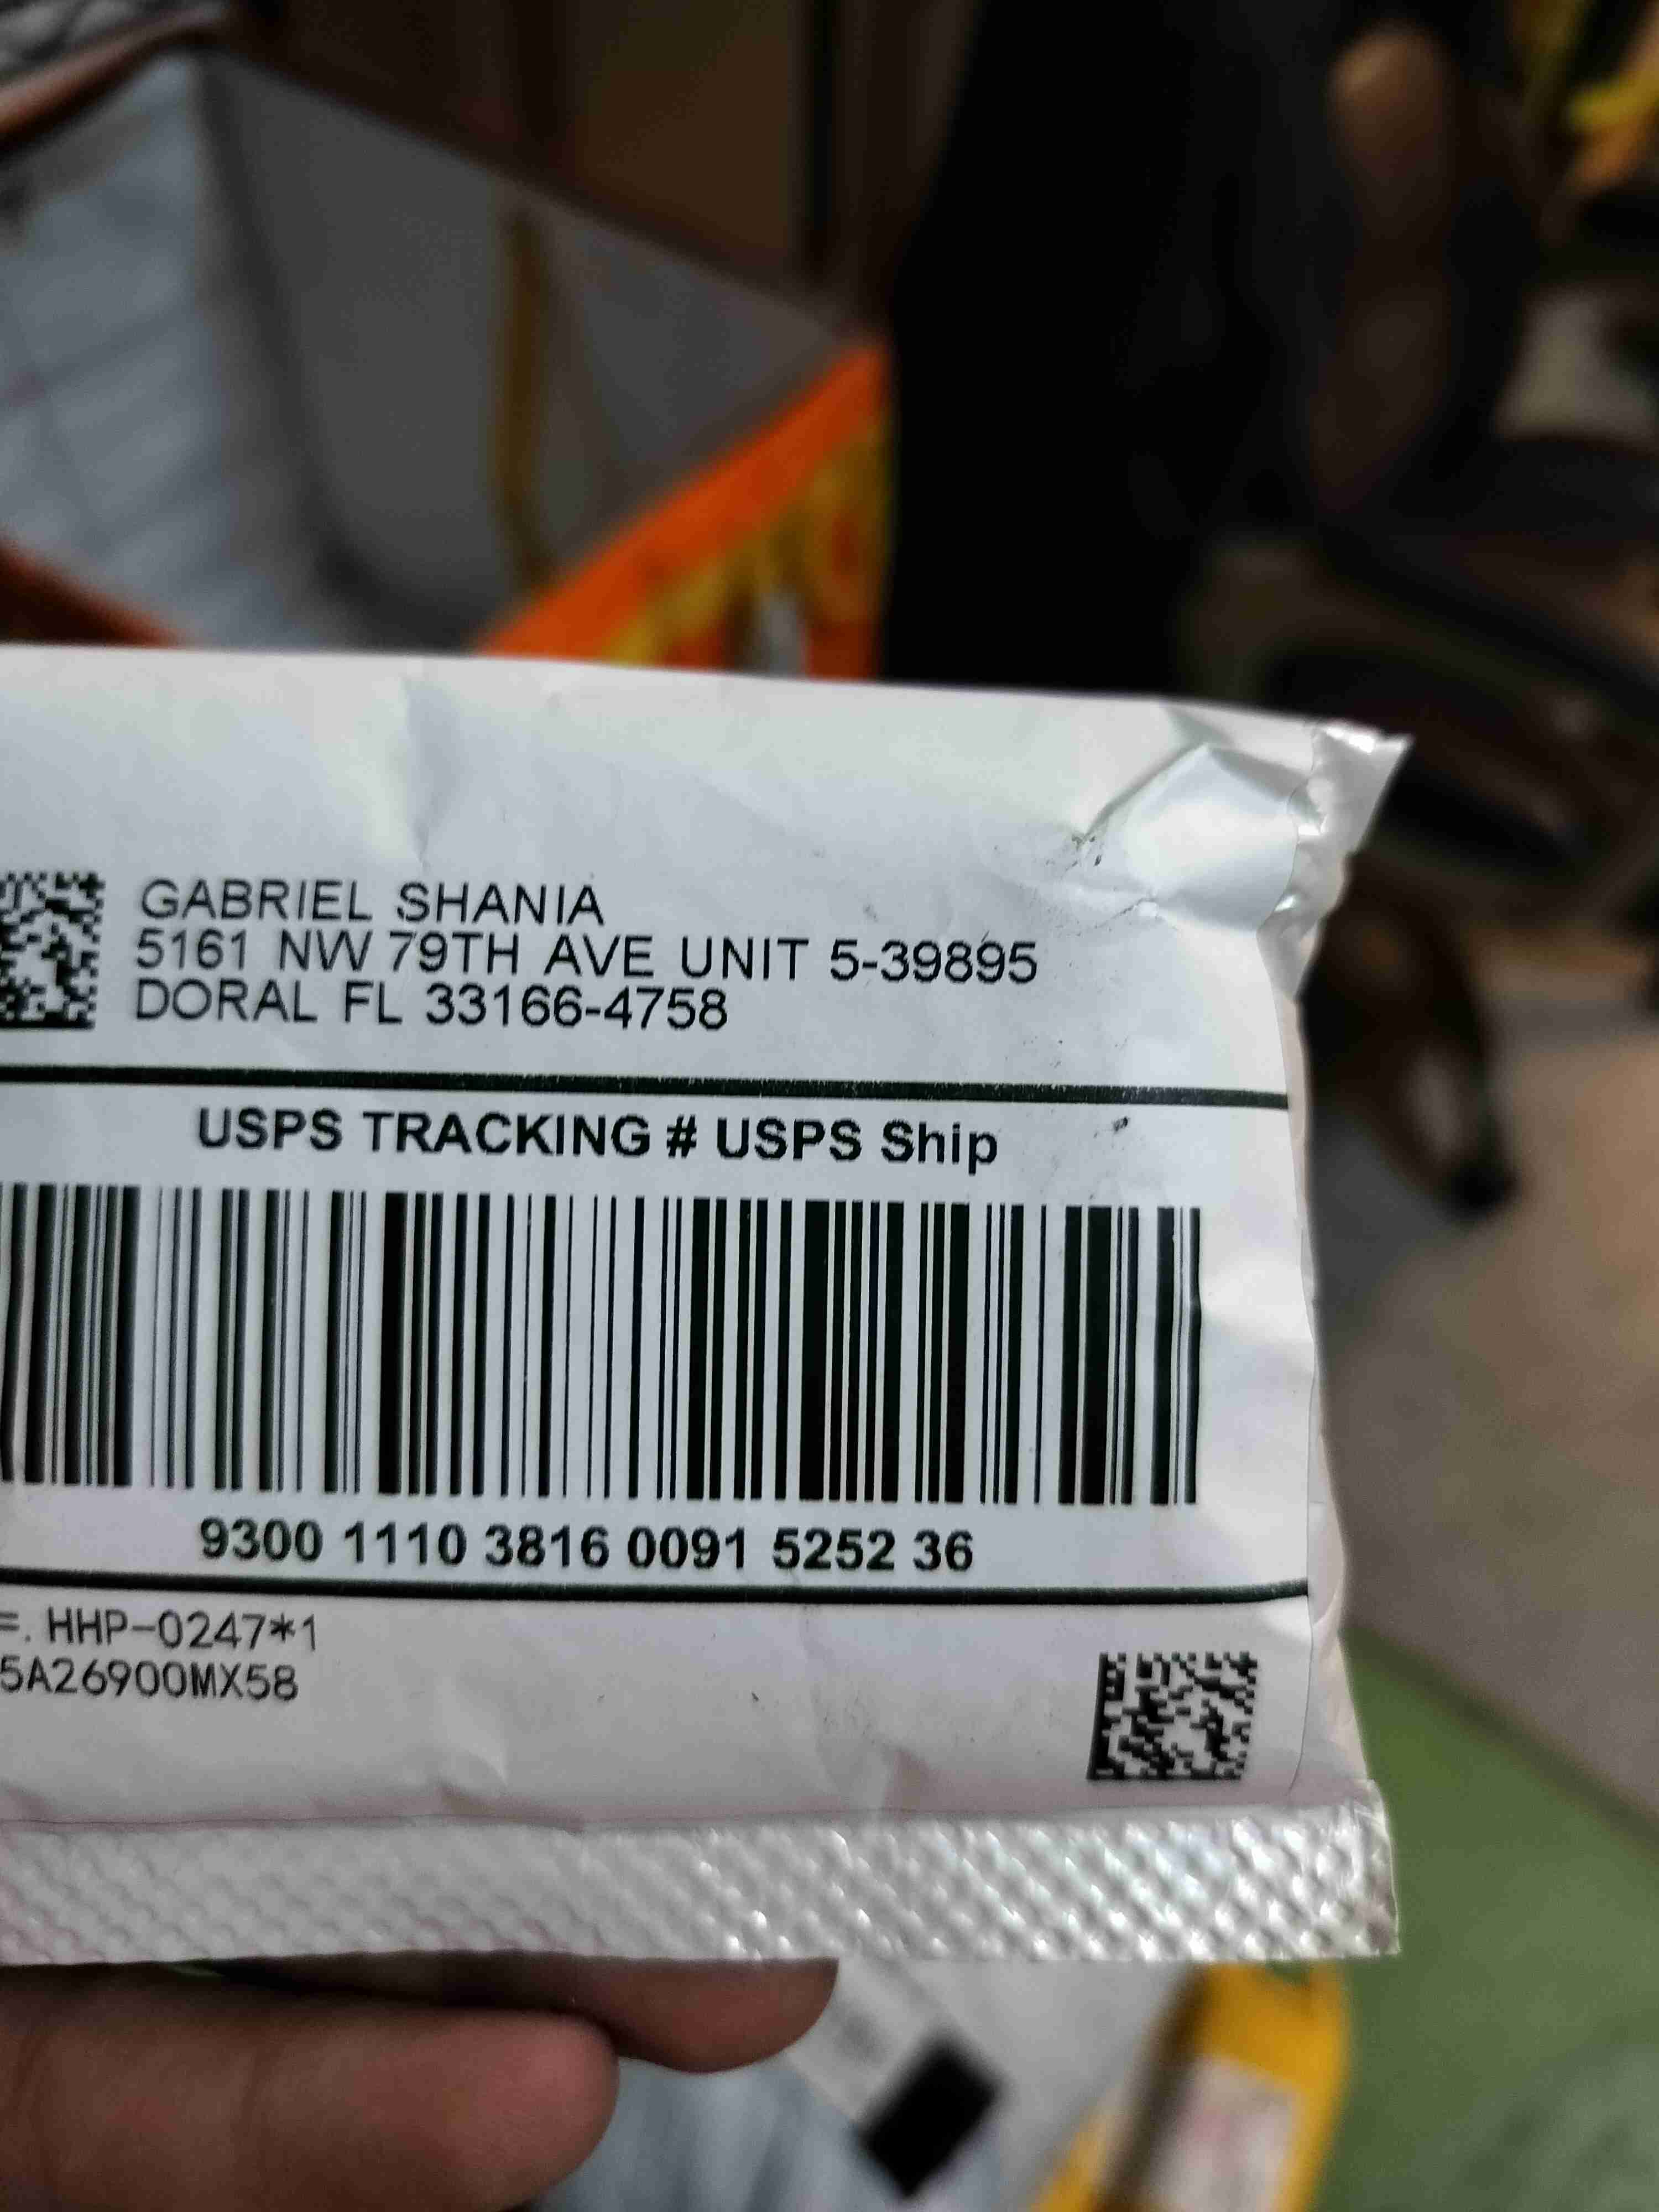 GABRIEL SHANIA
5161 NW 79TH AVE UNIT 5-39895
DORAL FL 33166-4758
USPS TRACKING # USPS Ship
9300 1110 3816 0091 5252 36
=. HHP-0247*1
5A26900MX58